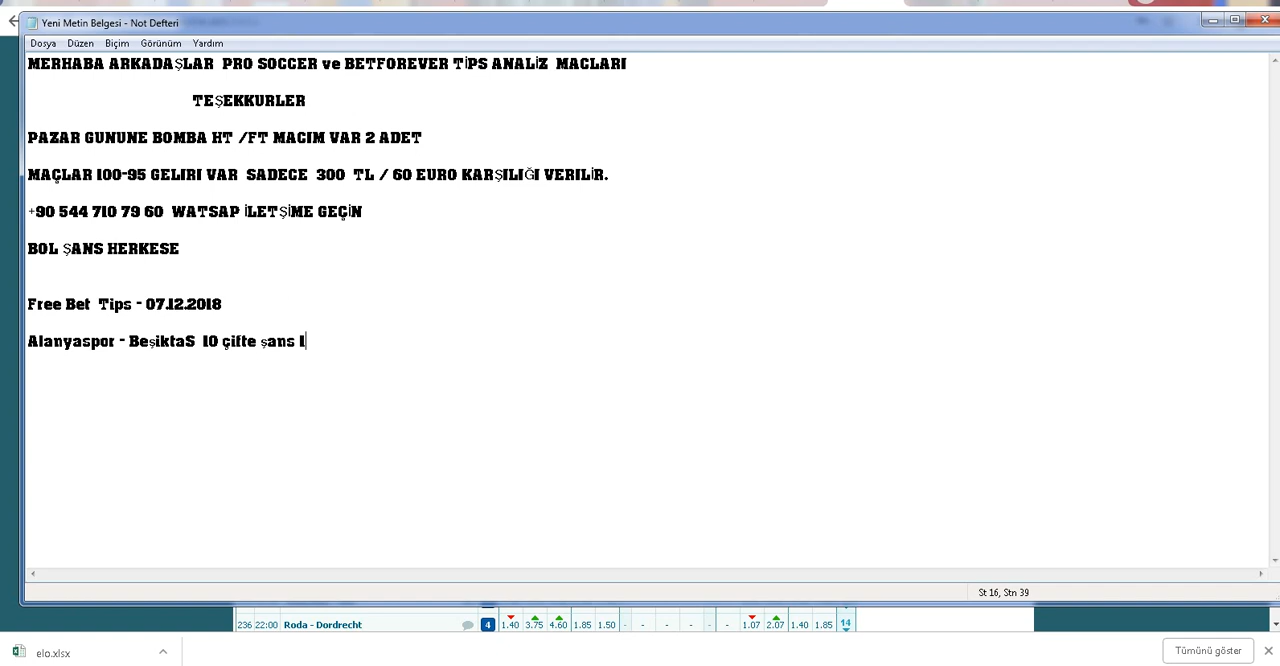 Yeni Metin Belgesi - Not Defteri
Dosya Düzen Biçim Görünüm Yardım
MERHABA ARKADAŞLAR PRO SOCCER ve BETFOREVER TİPS ANALİZ MACLARI
TEŞEKKURLER
PAZAR GUNUNE BOMBA HT /FT MACIM VAR 2 ADET
MAÇLAR 100-95 GELIRI VAR SADECE 300 TL / 60 EURO KARŞILIĞI VERILİR.
+90 544 710 79 60 WATSAP İLETŞİME GEÇİN
BOL ŞANS HERKESE
Free Bet Tips - 07.12.2018
Alanyaspor - BeşiktaS 10 çifte şans 1
St 16, Stn 39
236 22:00 Roda - Dordrecht 4 1.40 3.75 4.60 1.85 1.50 - - - - - 1.07 2.07 1.40 1.85 14
elo.xlsx
Tümünü göster